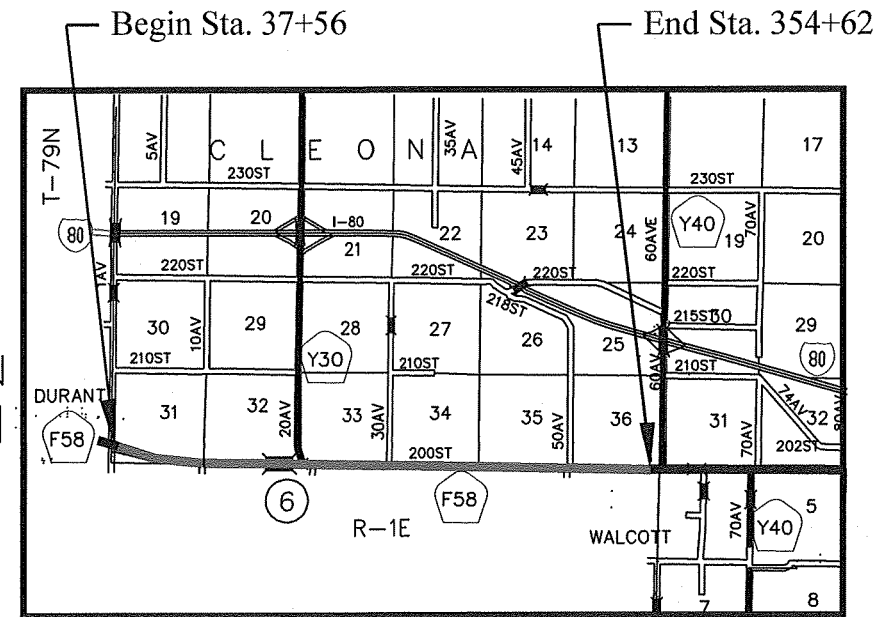 Begin Sta. 37+56
End Sta. 354+62
T-79N
5AV
C L E O N A
35AV
45AV
14
13
17
230ST
230ST
80
19
20
I-80
21
22
23
24
60AVE
Y40
19
70AV
20
AV
220ST
220ST
220ST
220ST
218ST
215ST
30
30
10AV
29
28
27
26
25
29
80
Y30
210ST
210ST
60AV
210ST
DURANT
31
32
33
34
35
36
31
74AV
32
80AV
F58
20AV
30AV
50AV
70AV
202ST
200ST
6
F58
R-1E
WALCOTT
70AV
5
Y40
7
8